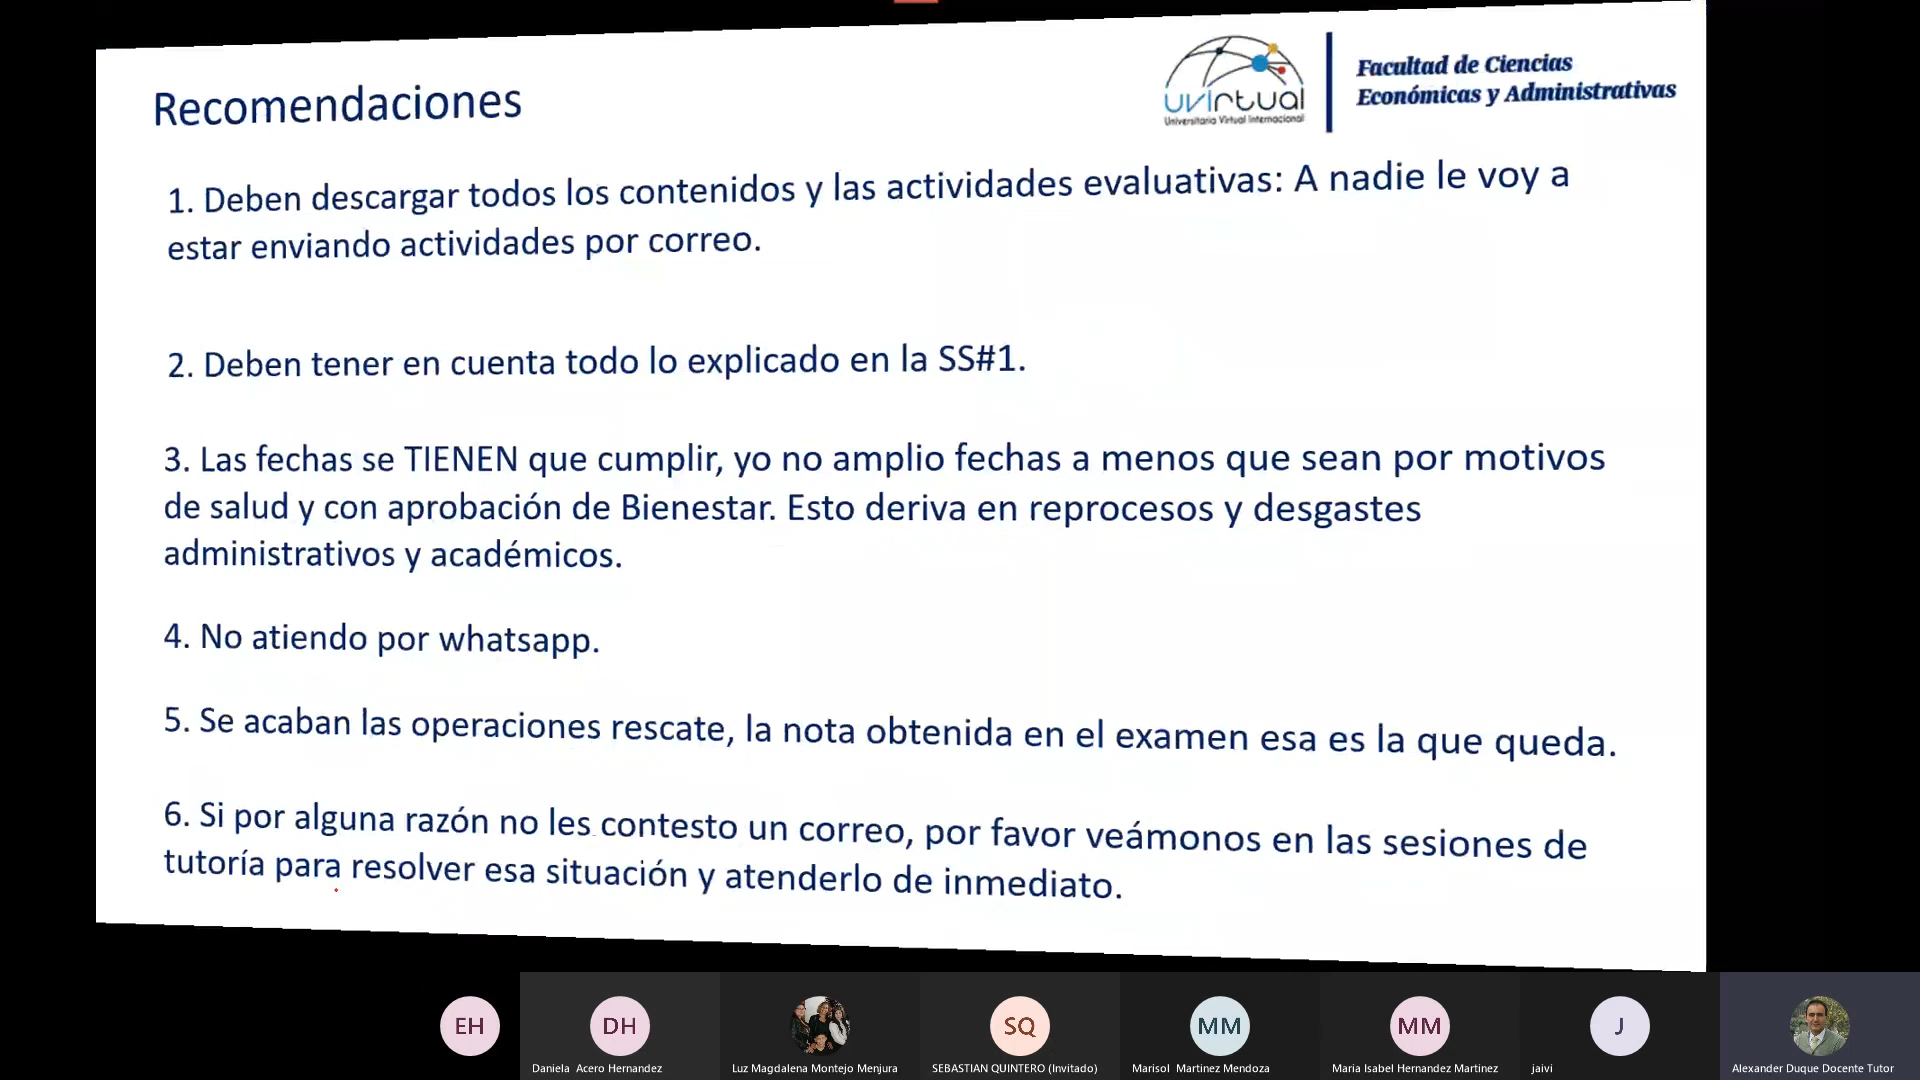 Recomendaciones
uvirtual
Universitaria Virtual Internacional
Facultad de Ciencias
Económicas y Administrativas
1. Deben descargar todos los contenidos y las actividades evaluativas: A nadie le voy a
estar enviando actividades por correo.
2. Deben tener en cuenta todo lo explicado en la SS#1.
3. Las fechas se TIENEN que cumplir, yo no amplio fechas a menos que sean por motivos
de salud y con aprobación de Bienestar. Esto deriva en reprocesos y desgastes
administrativos y académicos.
4. No atiendo por whatsapp.
5. Se acaban las operaciones rescate, la nota obtenida en el examen esa es la que queda.
6. Si por alguna razón no les contesto un correo, por favor veámonos en las sesiones de
tutoría para resolver esa situación y atenderlo de inmediato.
EH
DH
SQ
MM
MM
J
Daniela Acero Hernandez
Luz Magdalena Montejo Menjura
SEBASTIAN QUINTERO (Invitado)
Marisol Martinez Mendoza
Maria Isabel Hernandez Martinez
jaivi
Alexander Duque Docente Tutor